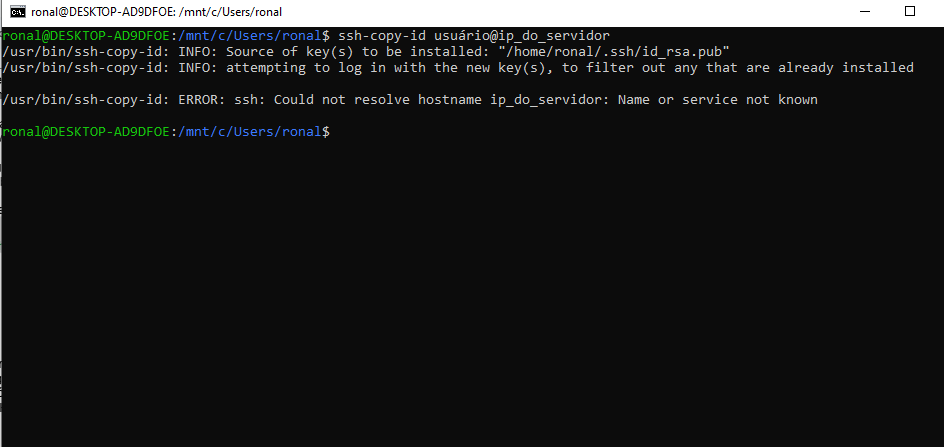 ronal@DESKTOP-AD9DFOE: /mnt/c/Users/ronal
ronal@DESKTOP-AD9DFOE:/mnt/c/Users/ronal$ ssh-copy-id usuário@ip_do_servidor
/usr/bin/ssh-copy-id: INFO: Source of key(s) to be installed: "/home/ronal/.ssh/id_rsa.pub"
/usr/bin/ssh-copy-id: INFO: attempting to log in with the new key(s), to filter out any that are already installed
/usr/bin/ssh-copy-id: ERROR: ssh: Could not resolve hostname ip_do_servidor: Name or service not known
ronal@DESKTOP-AD9DFOE:/mnt/c/Users/ronal$